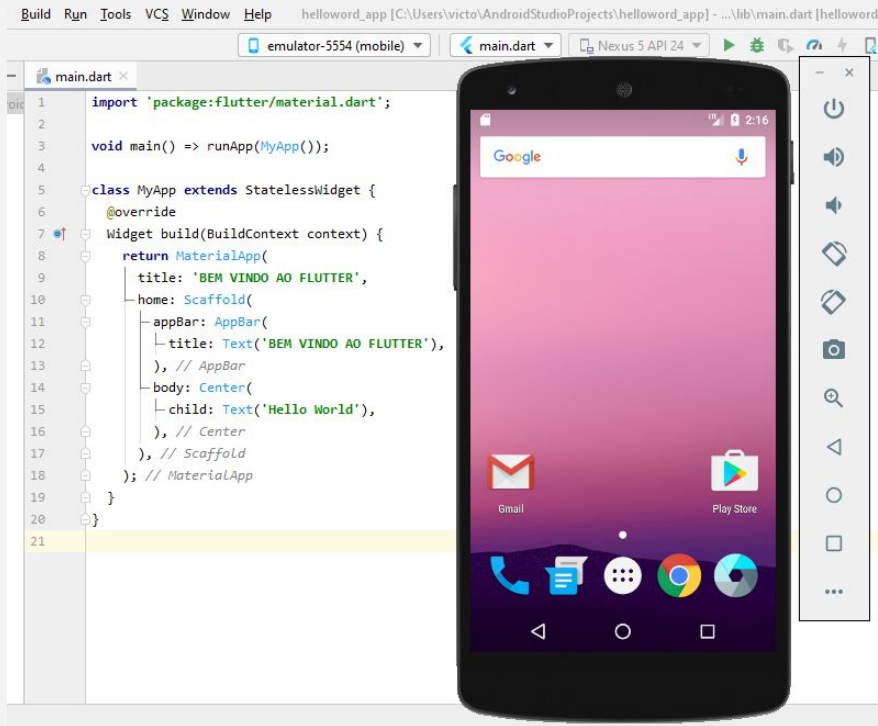 Build Run Tools VCS Window Help helloword_app [C:\Users\victo\AndroidStudioProjects\helloword_app] - ...\lib\main.dart [helloword
emulator-5554 (mobile) main.dart Nexus 5 API 24
main.dart
1 import 'package:flutter/material.dart';
2
3 void main() => runApp(MyApp());
4
5 class MyApp extends StatelessWidget {
6 @override
7 Widget build(BuildContext context) {
8 return MaterialApp(
9 title: 'BEM VINDO AO FLUTTER',
10 home: Scaffold(
11 appBar: AppBar(
12 title: Text('BEM VINDO AO FLUTTER'),
13 ), // AppBar
14 body: Center(
15 child: Text('Hello World'),
16 ), // Center
17 ), // Scaffold
18 ); // MaterialApp
19 }
20 }
21
2:16
Google
Gmail Play Store